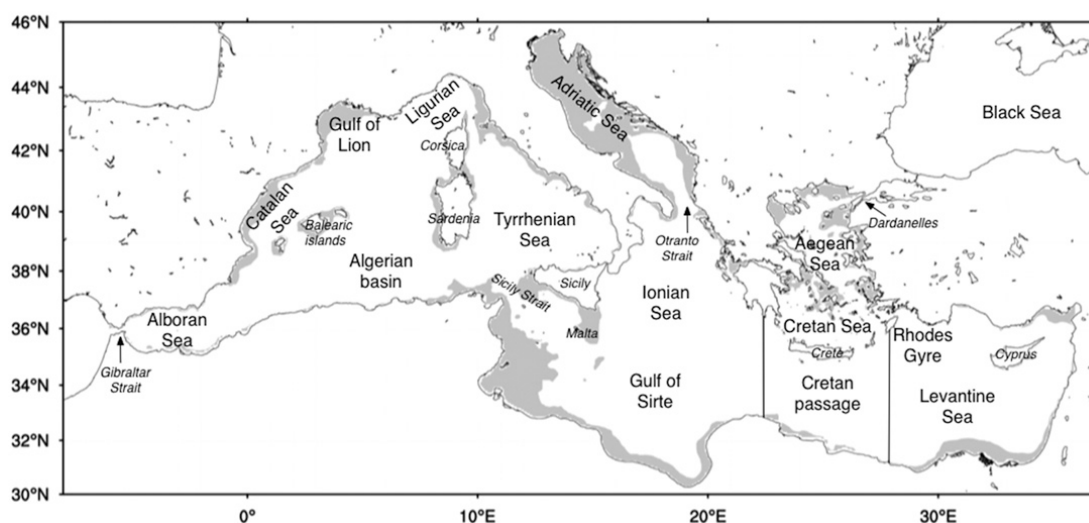 46°N
44°N
42°N
40°N
38°N
36°N
34°N
32°N
30°N
0°
10°E
20°E
30°E
Gulf of
Lion
Ligurian
Sea
Corsica
Adriatic Sea
Black Sea
Catalan
Sea
Balearic
islands
Sardenia
Tyrrhenian
Sea
Otranto
Strait
Aegean
Sea
Dardanelles
Algerian
basin
Sicily Strait
Sicily
Ionian
Sea
Alboran
Sea
Gibraltar
Strait
Malta
Cretan Sea
Crete
Rhodes
Gyre
Cyprus
Gulf of
Sirte
Cretan
passage
Levantine
Sea